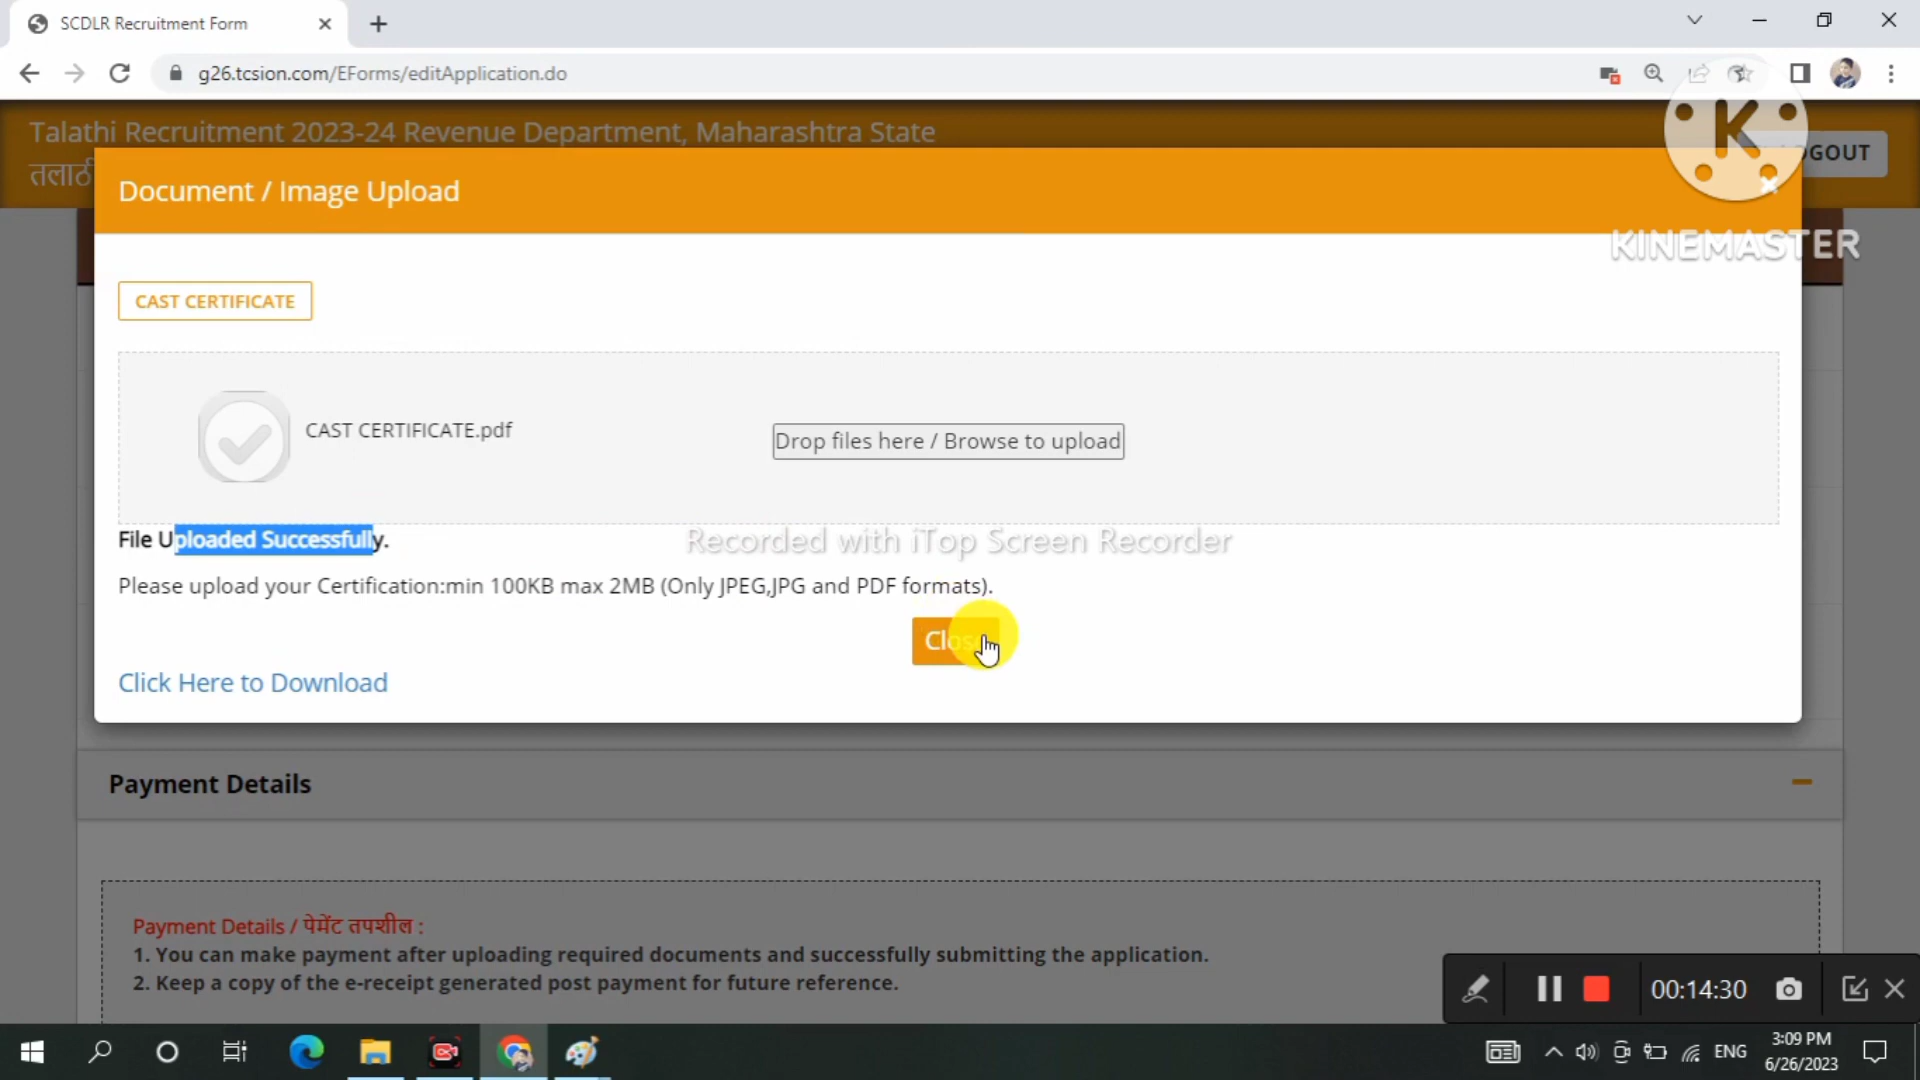 SCDLR Recruitment Form
g26.tcsion.com/EForms/editApplication.do
Talathi Recruitment 2023-24 Revenue Department, Maharashtra State
तलाठी
OGOUT
Document / Image Upload
K
KINEMASTER
CAST CERTIFICATE
CAST CERTIFICATE.pdf
Drop files here / Browse to upload
File Uploaded Successfully.
Recorded with iTop Screen Recorder
Please upload your Certification:min 100KB max 2MB (Only JPEG,JPG and PDF formats).
Close
Click Here to Download
Payment Details
Payment Details / पेमेंट तपशील :
1. You can make payment after uploading required documents and successfully submitting the application.
2. Keep a copy of the e-receipt generated post payment for future reference.
00:14:30
ENG
3:09 PM
6/26/2023